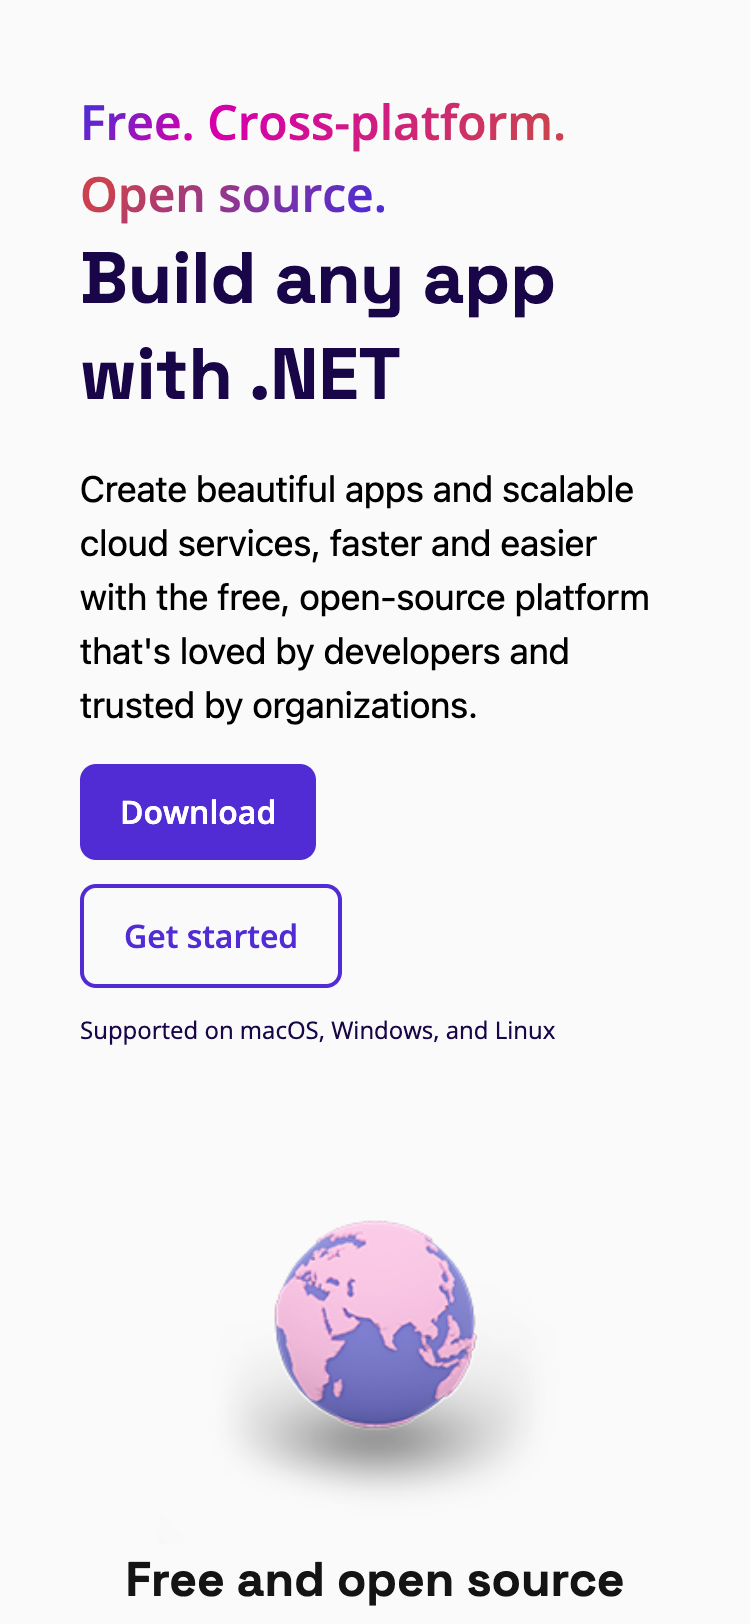 Free. Cross-platform.
Open source.
Build any app
with .NET
Create beautiful apps and scalable
cloud services, faster and easier
with the free, open-source platform
that's loved by developers and
trusted by organizations.
Download
Get started
Supported on macOS, Windows, and Linux
Free and open source